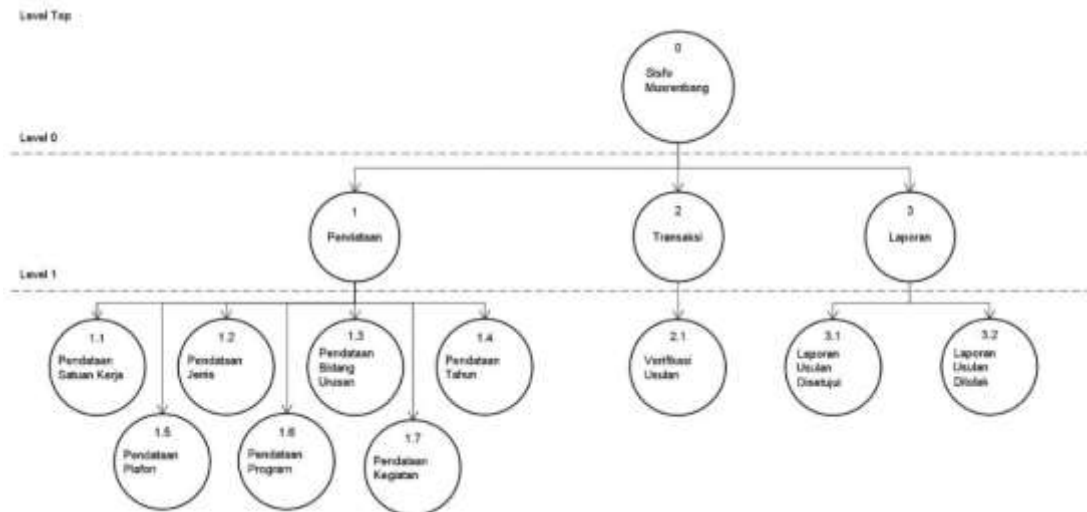 Level Top
0
Sisfo
Musrenbang
Level 0
1
Pendataan
2
Transaksi
3
Laporan
Level 1
1.1
Pendataan
Satuan Kerja
1.2
Pendataan
Jenis
1.3
Pendataan
Bidang
Urusan
1.4
Pendataan
Tahun
2.1
Verifikasi
Usulan
3.1
Laporan
Usulan
Disetujui
3.2
Laporan
Usulan
Ditolak
1.5
Pendataan
Plafon
1.6
Pendataan
Program
1.7
Pendataan
Kegiatan